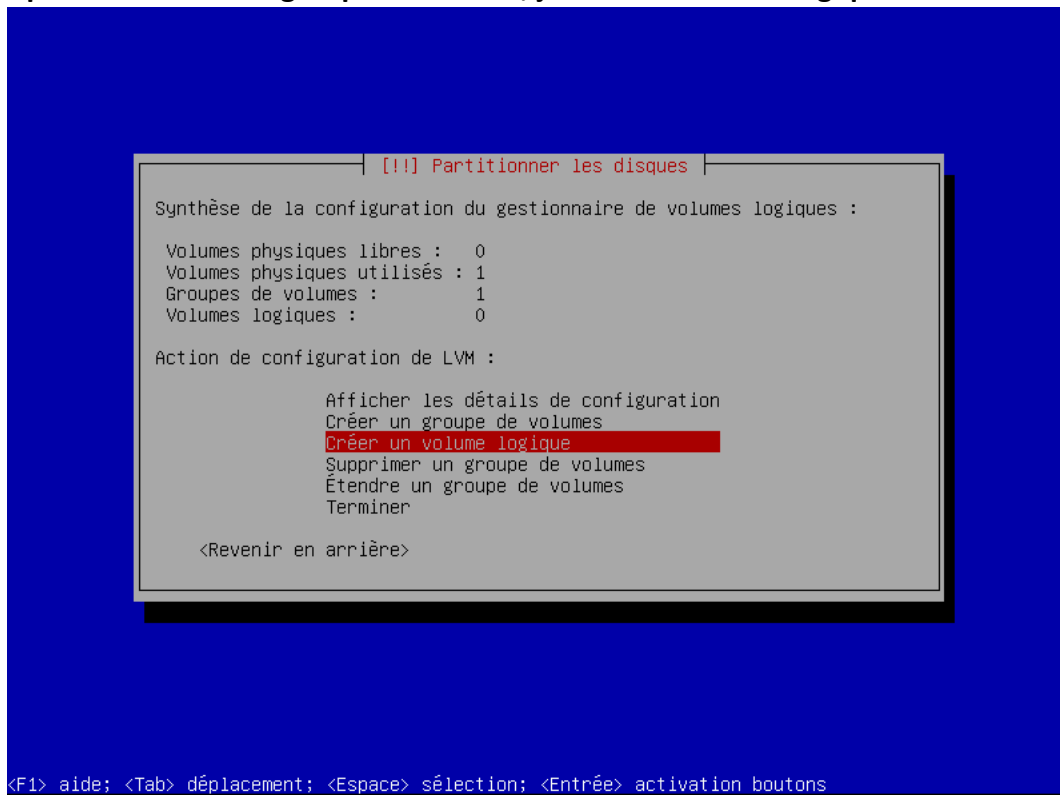 [!!] Partitionner les disques
Synthèse de la configuration du gestionnaire de volumes logiques :
Volumes physiques libres : 0
Volumes physiques utilisés : 1
Groupes de volumes : 1
Volumes logiques : 0
Action de configuration de LVM :
Afficher les détails de configuration
Créer un groupe de volumes
Créer un volume logique
Supprimer un groupe de volumes
Étendre un groupe de volumes
Terminer
<Revenir en arrière>
<F1> aide; <Tab> déplacement; <Espace> sélection; <Entrée> activation boutons